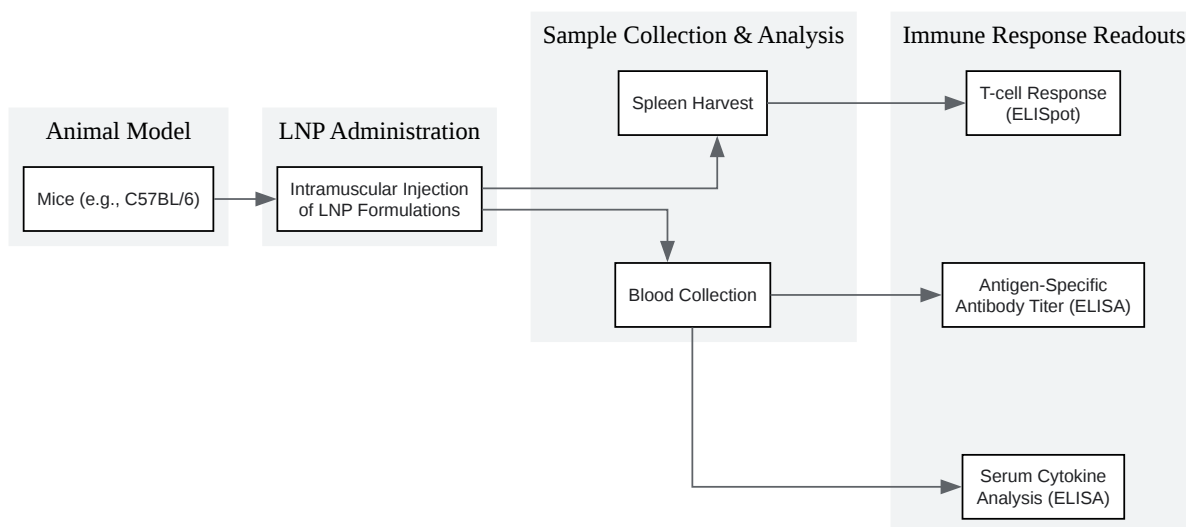 Sample Collection & Analysis
Immune Response Readouts
Spleen Harvest
T-cell Response
(ELISpot)
Animal Model
LNP Administration
Mice (e.g., C57BL/6)
Intramuscular Injection
of LNP Formulations
Blood Collection
Antigen-Specific
Antibody Titer (ELISA)
Serum Cytokine
Analysis (ELISA)